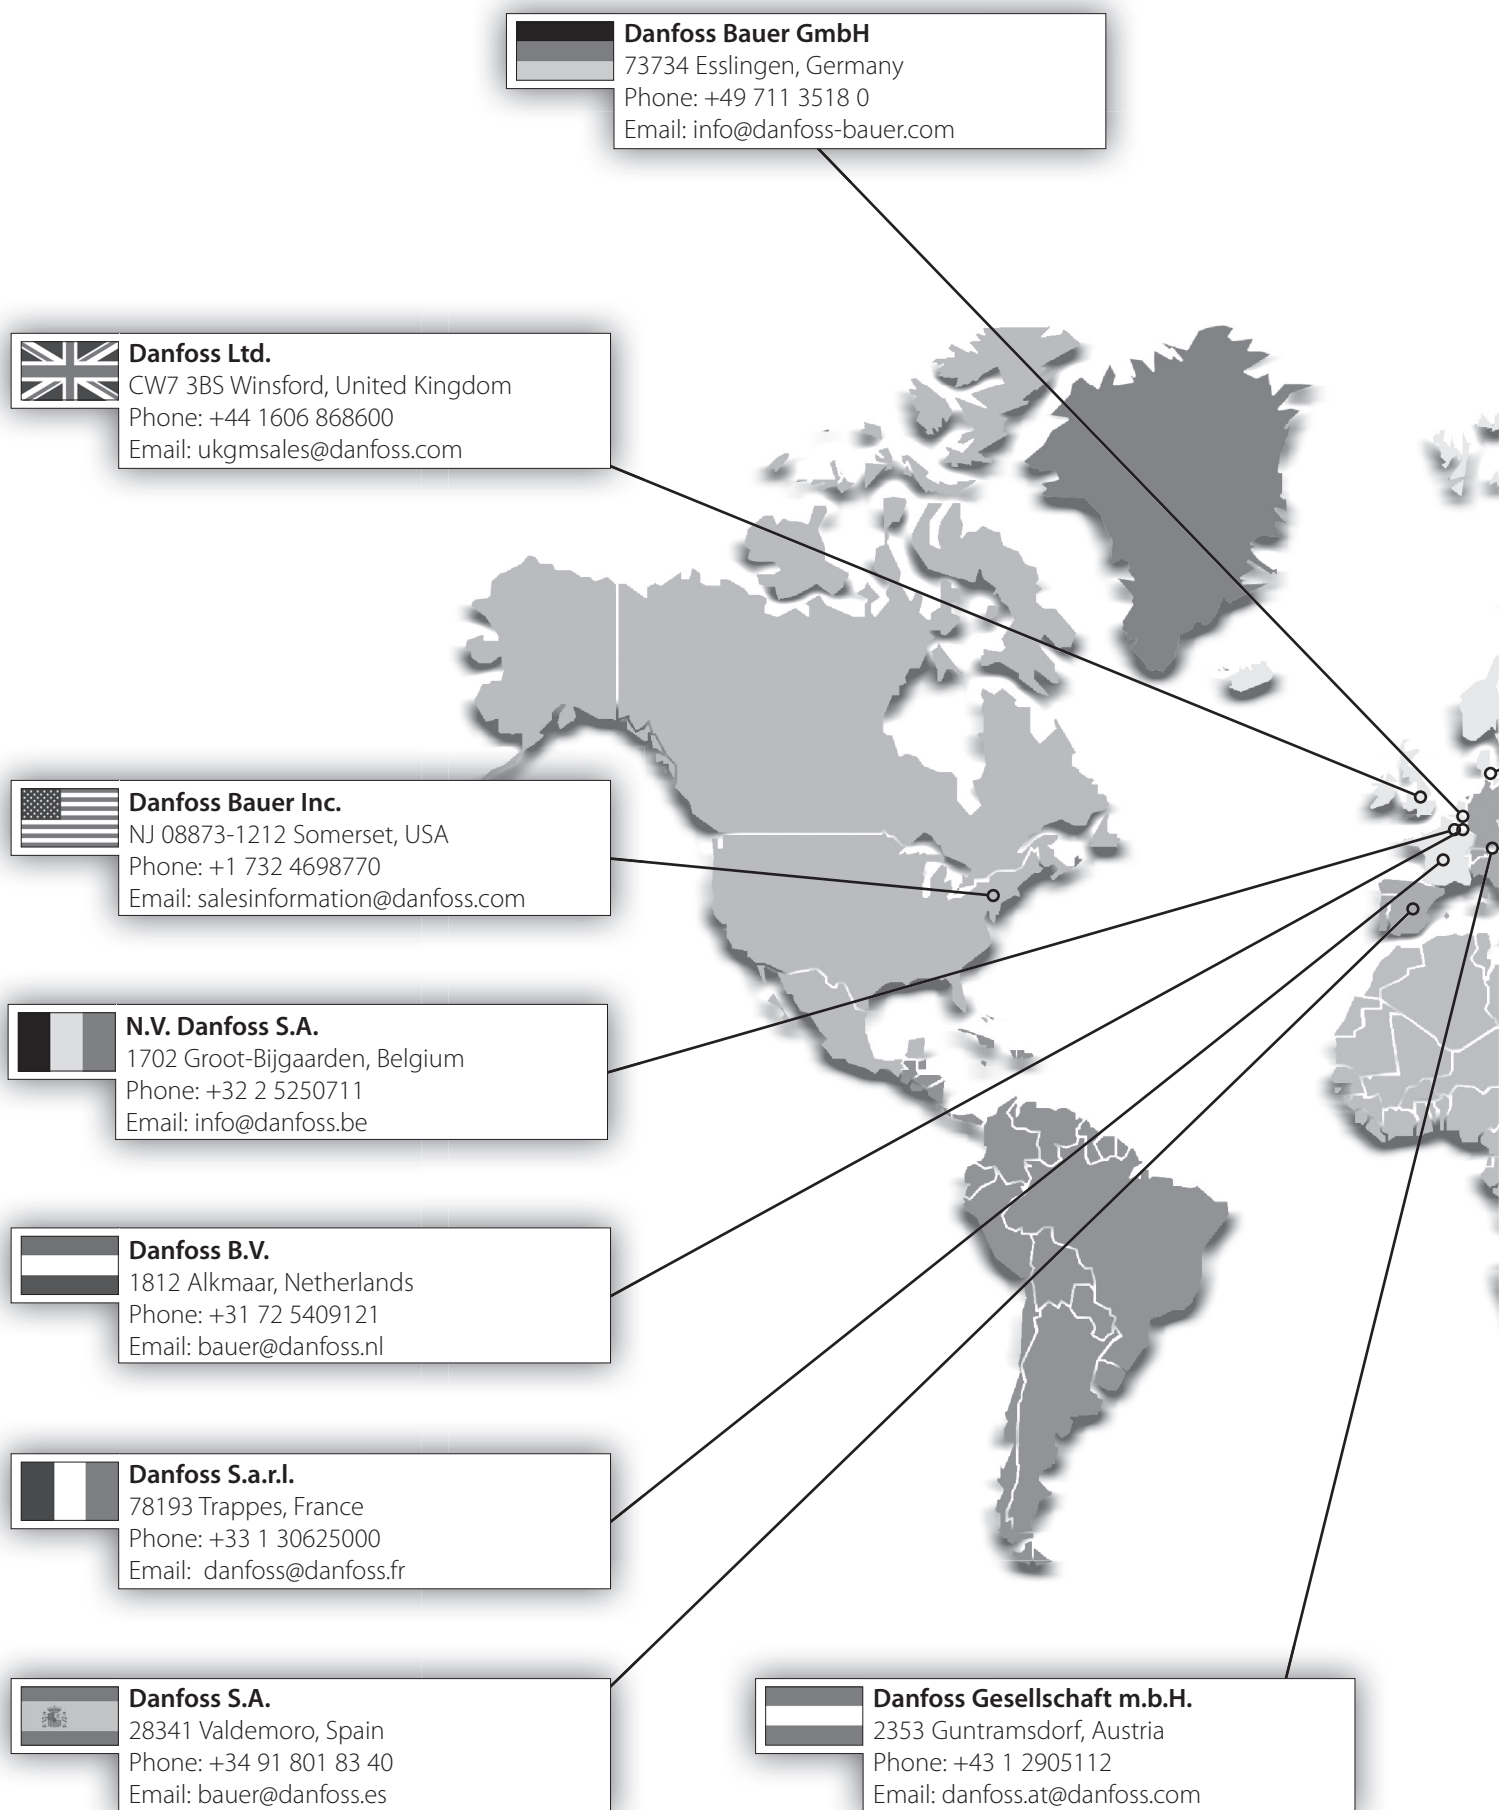 Danfoss Bauer GmbH
73734 Esslingen, Germany
Phone: +49 711 3518 0
Email: info@danfoss-bauer.com
Danfoss Ltd.
CW7 3BS Winsford, United Kingdom
Phone: +44 1606 868600
Email: ukgmsales@danfoss.com
Danfoss Bauer Inc.
NJ 08873-1212 Somerset, USA
Phone: +1 732 4698770
Email: salesinformation@danfoss.com
N.V. Danfoss S.A.
1702 Groot-Bijgaarden, Belgium
Phone: +32 2 5250711
Email: info@danfoss.be
Danfoss B.V.
1812 Alkmaar, Netherlands
Phone: +31 72 5409121
Email: bauer@danfoss.nl
Danfoss S.a.r.l.
78193 Trappes, France
Phone: +33 1 30625000
Email: danfoss@danfoss.fr
Danfoss S.A.
28341 Valdemoro, Spain
Phone: +34 91 801 83 40
Email: bauer@danfoss.es
Danfoss Gesellschaft m.b.H.
2353 Guntramsdorf, Austria
Phone: +43 1 2905112
Email: danfoss.at@danfoss.com